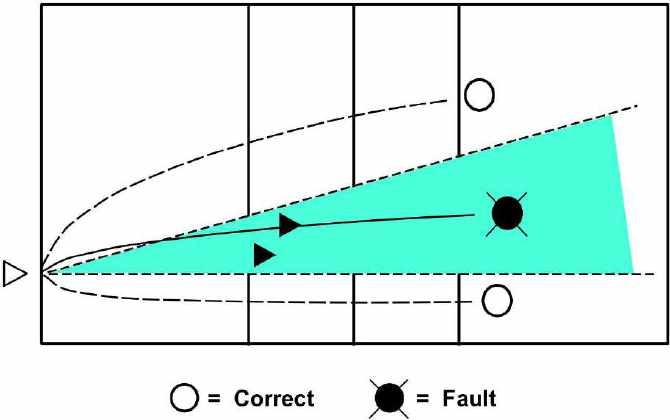 = Correct = Fault